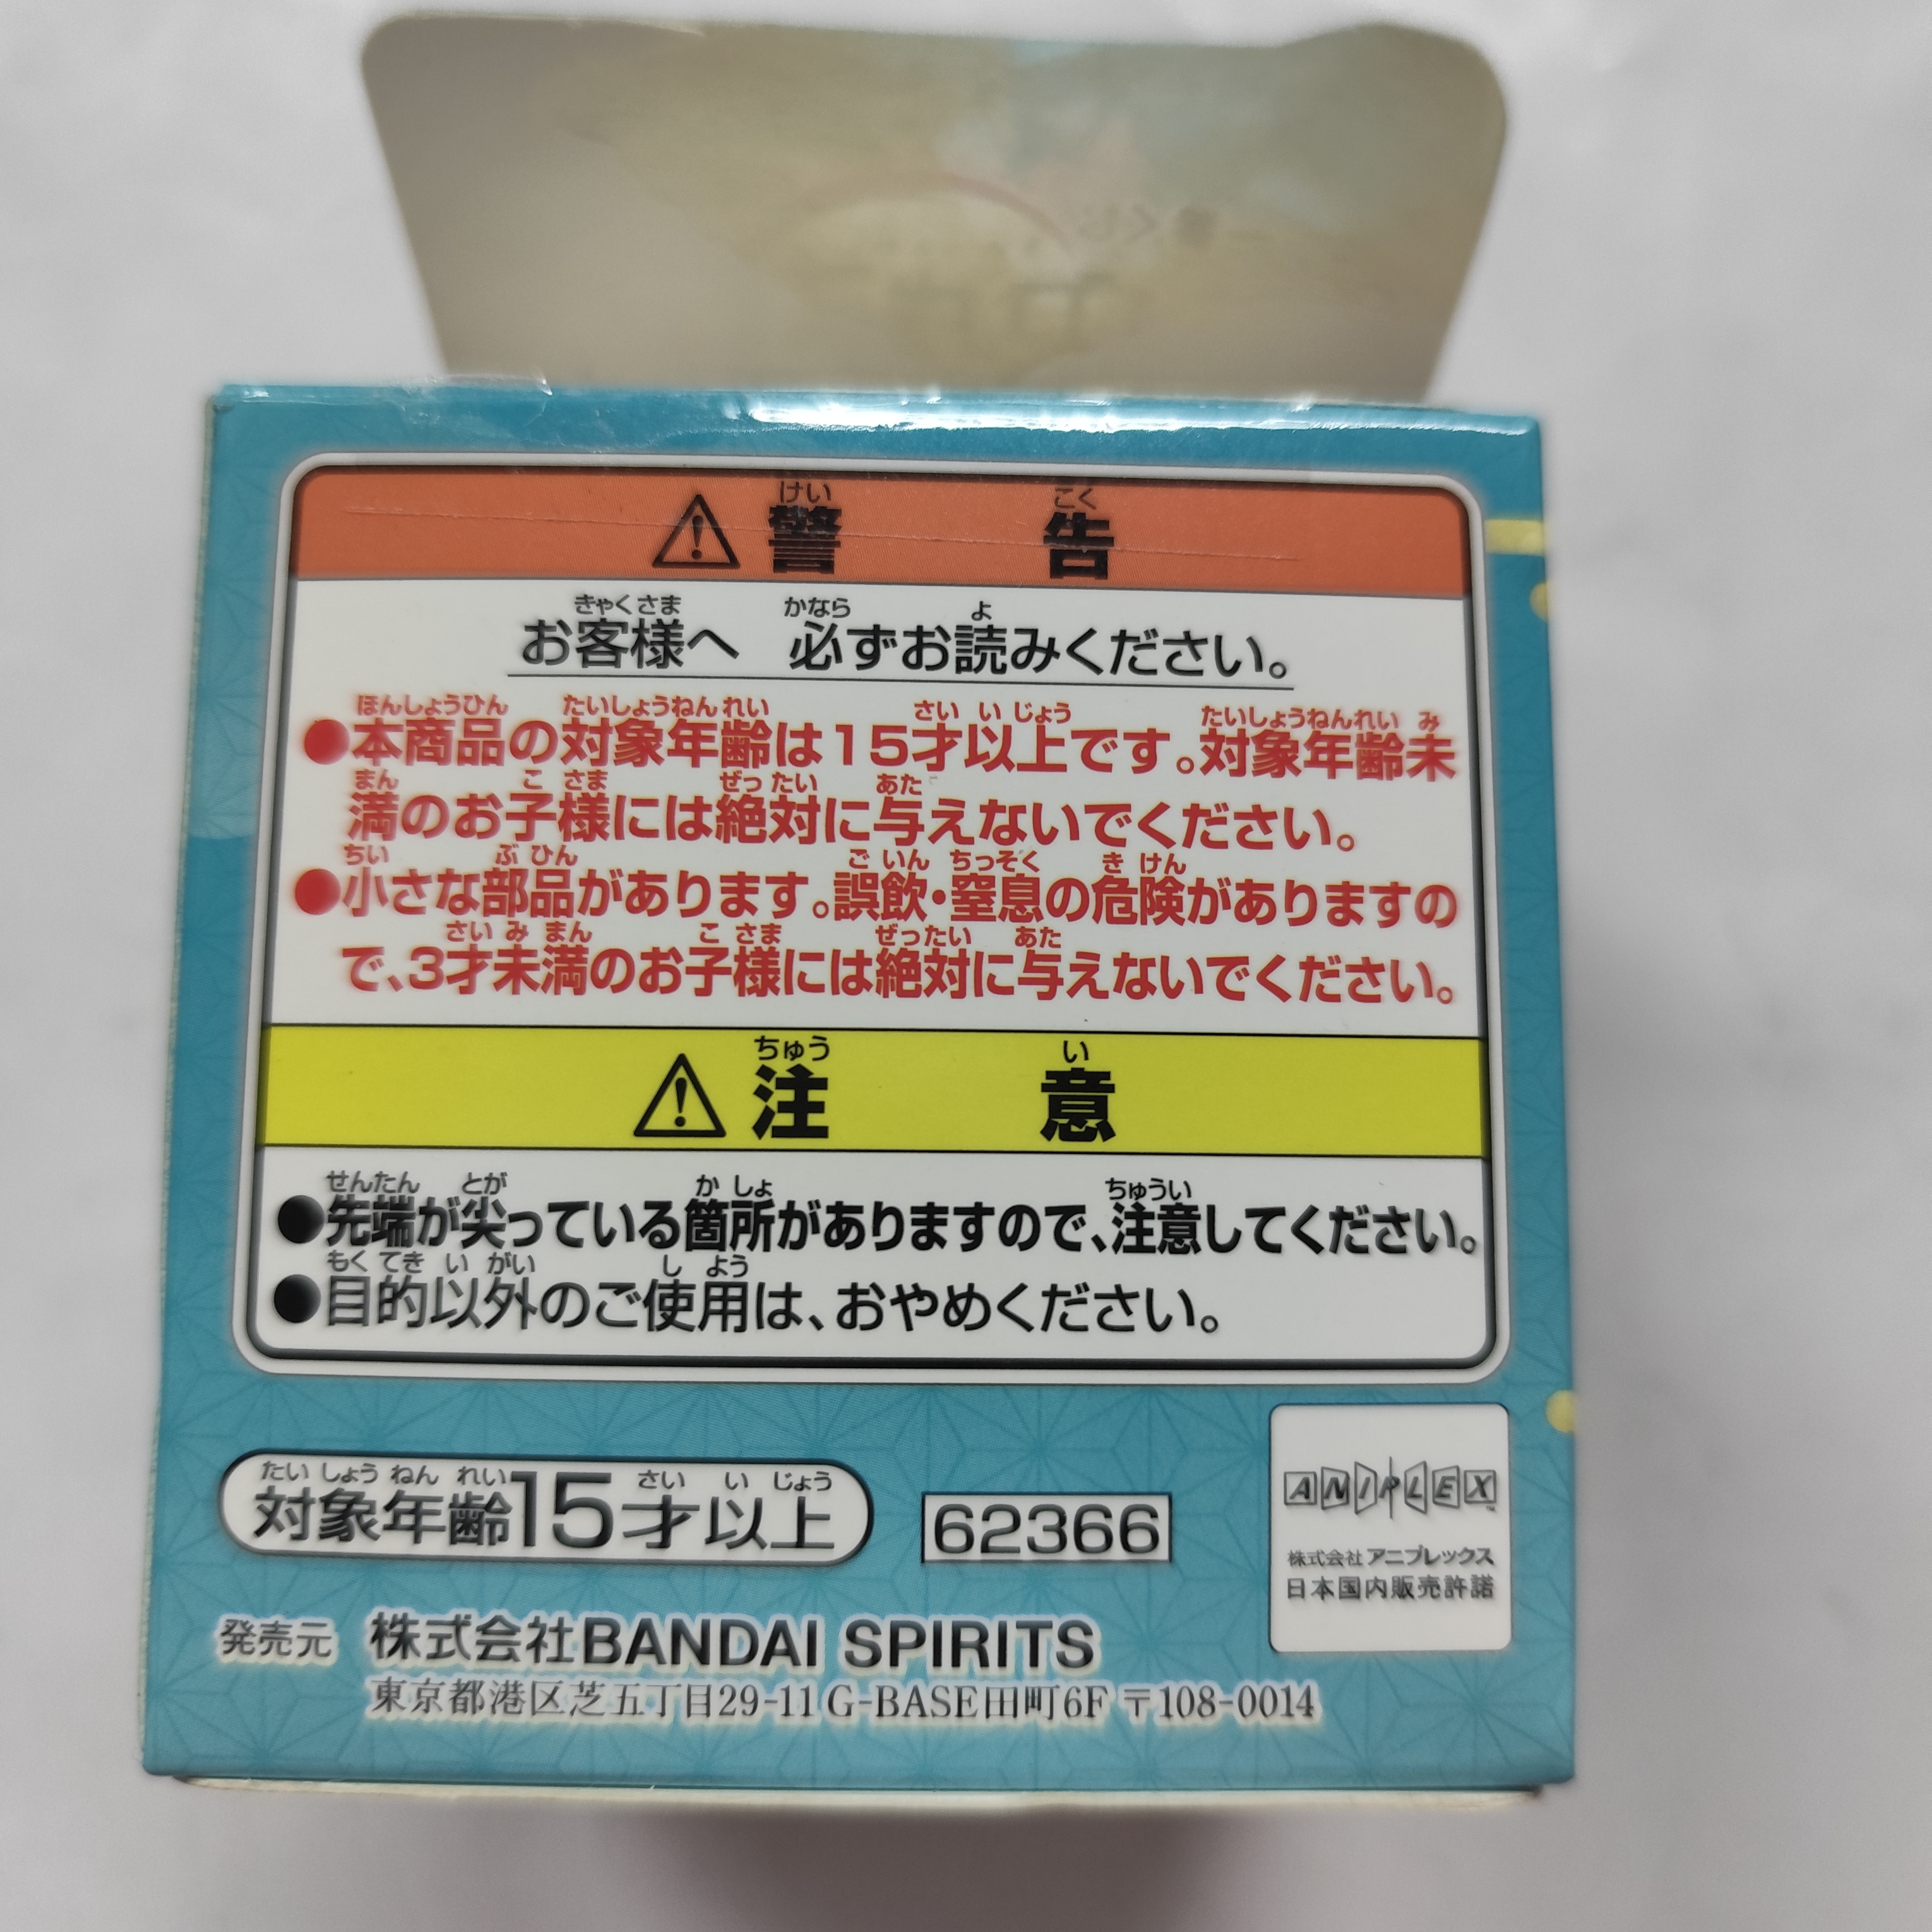 一番くじ
警告
お客様へ 必ずお読みください。
●本商品の対象年齢は15才以上です。対象年齢未
満のお子様には絶対に与えないでください。
●小さな部品があります。誤飲・窒息の危険がありますの
で、3才未満のお子様には絶対に与えないでください。
注意
●先端が尖っている箇所がありますので、注意してください。
●目的以外のご使用は、おやめください。
対象年齢15才以上
62366
ANIPLEX
株式会社アニプレックス
日本国内販売許諾
発売元 株式会社BANDAI SPIRITS
東京都港区芝五丁目29-11 G-BASE田町6F 〒108-0014